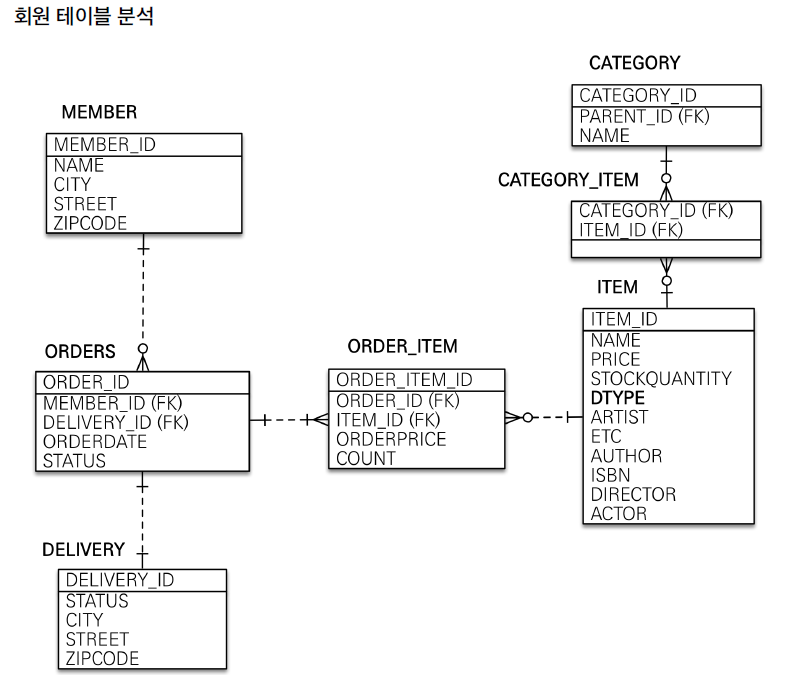 회원 테이블 분석
MEMBER
MEMBER_ID
NAME
CITY
STREET
ZIPCODE
ORDERS
ORDER_ID
MEMBER_ID (FK)
DELIVERY_ID (FK)
ORDERDATE
STATUS
DELIVERY
DELIVERY_ID
STATUS
CITY
STREET
ZIPCODE
ORDER_ITEM
ORDER_ITEM_ID
ORDER_ID (FK)
ITEM_ID (FK)
ORDERPRICE
COUNT
CATEGORY
CATEGORY_ID
PARENT_ID (FK)
NAME
CATEGORY_ITEM
CATEGORY_ID (FK)
ITEM_ID (FK)
ITEM
ITEM_ID
NAME
PRICE
STOCKQUANTITY
DTYPE
ARTIST
ETC
AUTHOR
ISBN
DIRECTOR
ACTOR